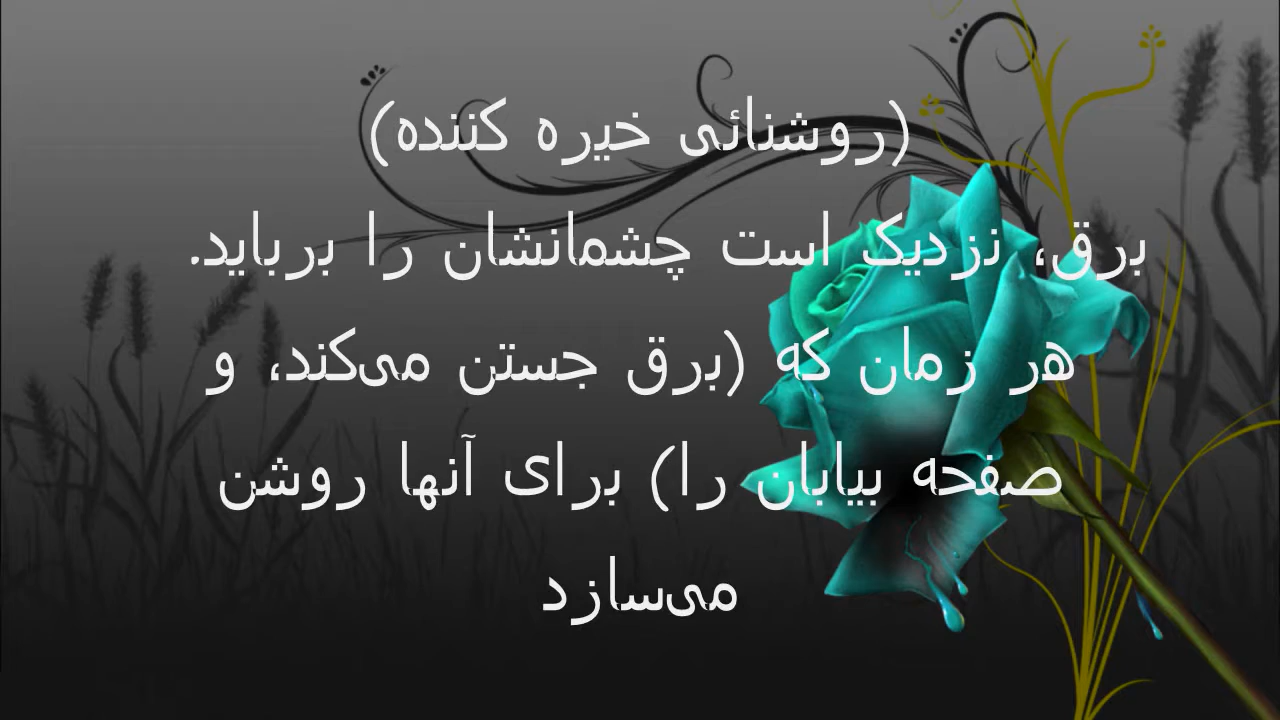 (روشنائی خیره کننده)
برق، نزدیک است چشمانشان را برباید.
هر زمان که (برق جستن می‌کند، و
صفحه بیابان را) برای آنها روشن
می‌سازد